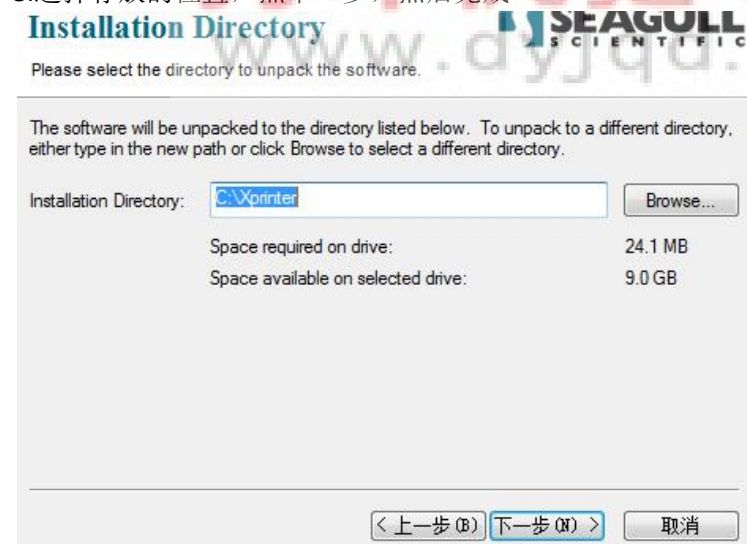 Installation Directory
SEAGULL
SCIENTIFIC
www.dyjqd.
Please select the directory to unpack the software.
The software will be unpacked to the directory listed below. To unpack to a different directory,
either type in the new path or click Browse to select a different directory.
Installation Directory: C:\Xprinter Browse...
Space required on drive: 24.1 MB
Space available on selected drive: 9.0 GB
< 上一步(B) 下一步(N) > 取消